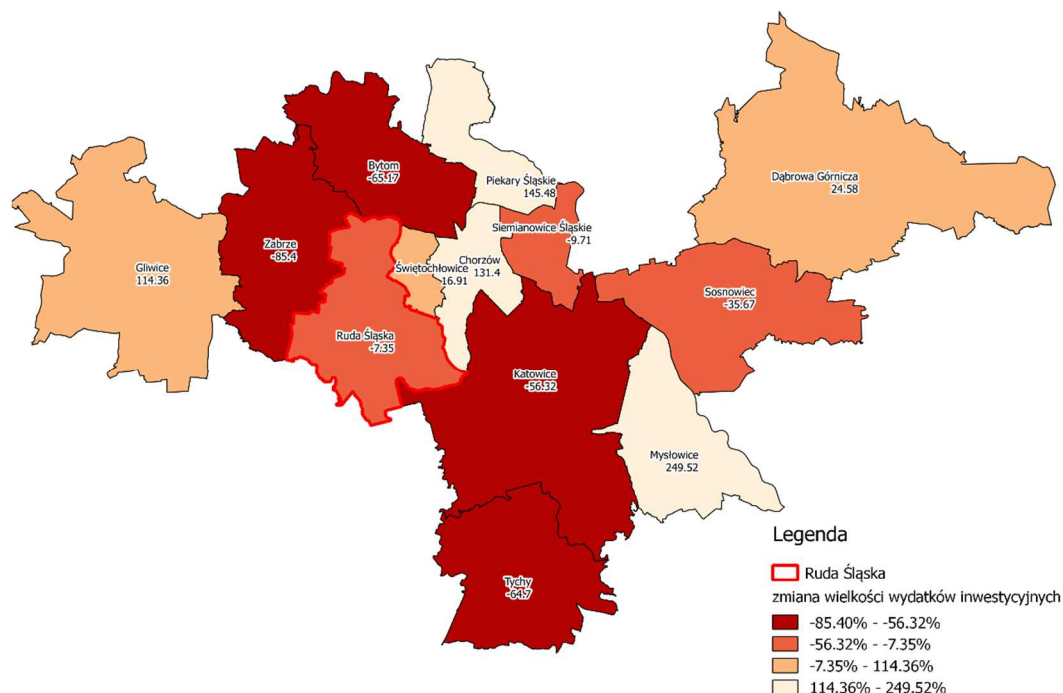 Bytom
-65.17
Piekary Śląskie
145.48
Dąbrowa Górnicza
24.58
Siemianowice Śląskie
-9.71
Zabrze
-85.4
Gliwice
114.36
Świętochłowice
16.91
Chorzów
131.4
Sosnowiec
-35.67
Ruda Śląska
-7.35
Katowice
-56.32
Mysłowice
249.52
Tychy
-64.7
Legenda
Ruda Śląska
zmiana wielkości wydatków inwestycyjnych
-85.40% - -56.32%
-56.32% - -7.35%
-7.35% - 114.36%
114.36% - 249.52%